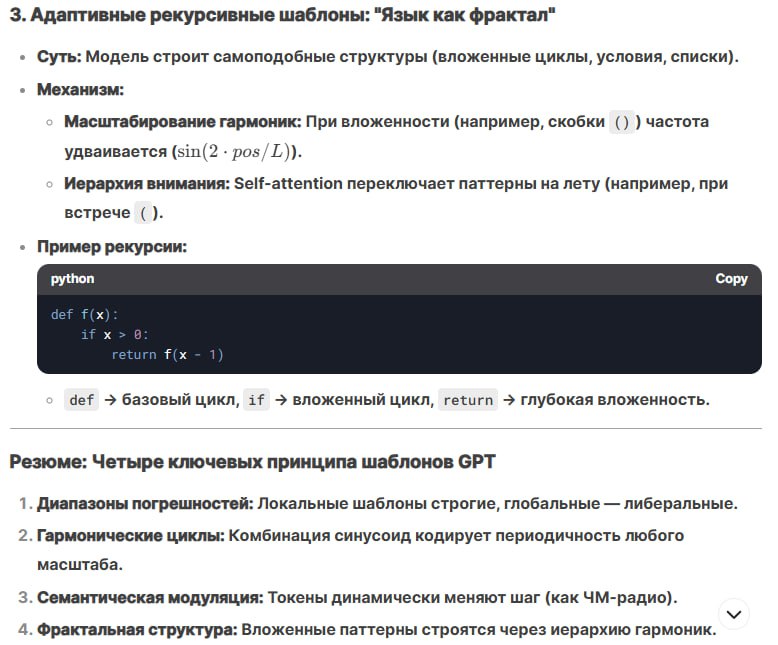 3. Адаптивные рекурсивные шаблоны: "Язык как фрактал"
• Суть: Модель строит самоподобные структуры (вложенные циклы, условия, списки).
• Механизм:
◦ Масштабирование гармоник: При вложенности (например, скобки ()) частота
удваивается (sin(2 · pos/L)).
◦ Иерархия внимания: Self-attention переключает паттерны на лету (например, при
встрече ( ).
• Пример рекурсии:
python Copy
def f(x):
    if x > 0:
        return f(x - 1)
◦ def → базовый цикл, if → вложенный цикл, return → глубокая вложенность.
Резюме: Четыре ключевых принципа шаблонов GPT
1. Диапазоны погрешностей: Локальные шаблоны строгие, глобальные — либеральные.
2. Гармонические циклы: Комбинация синусоид кодирует периодичность любого
масштаба.
3. Семантическая модуляция: Токены динамически меняют шаг (как ЧМ-радио).
4. Фрактальная структура: Вложенные паттерны строятся через иерархию гармоник.